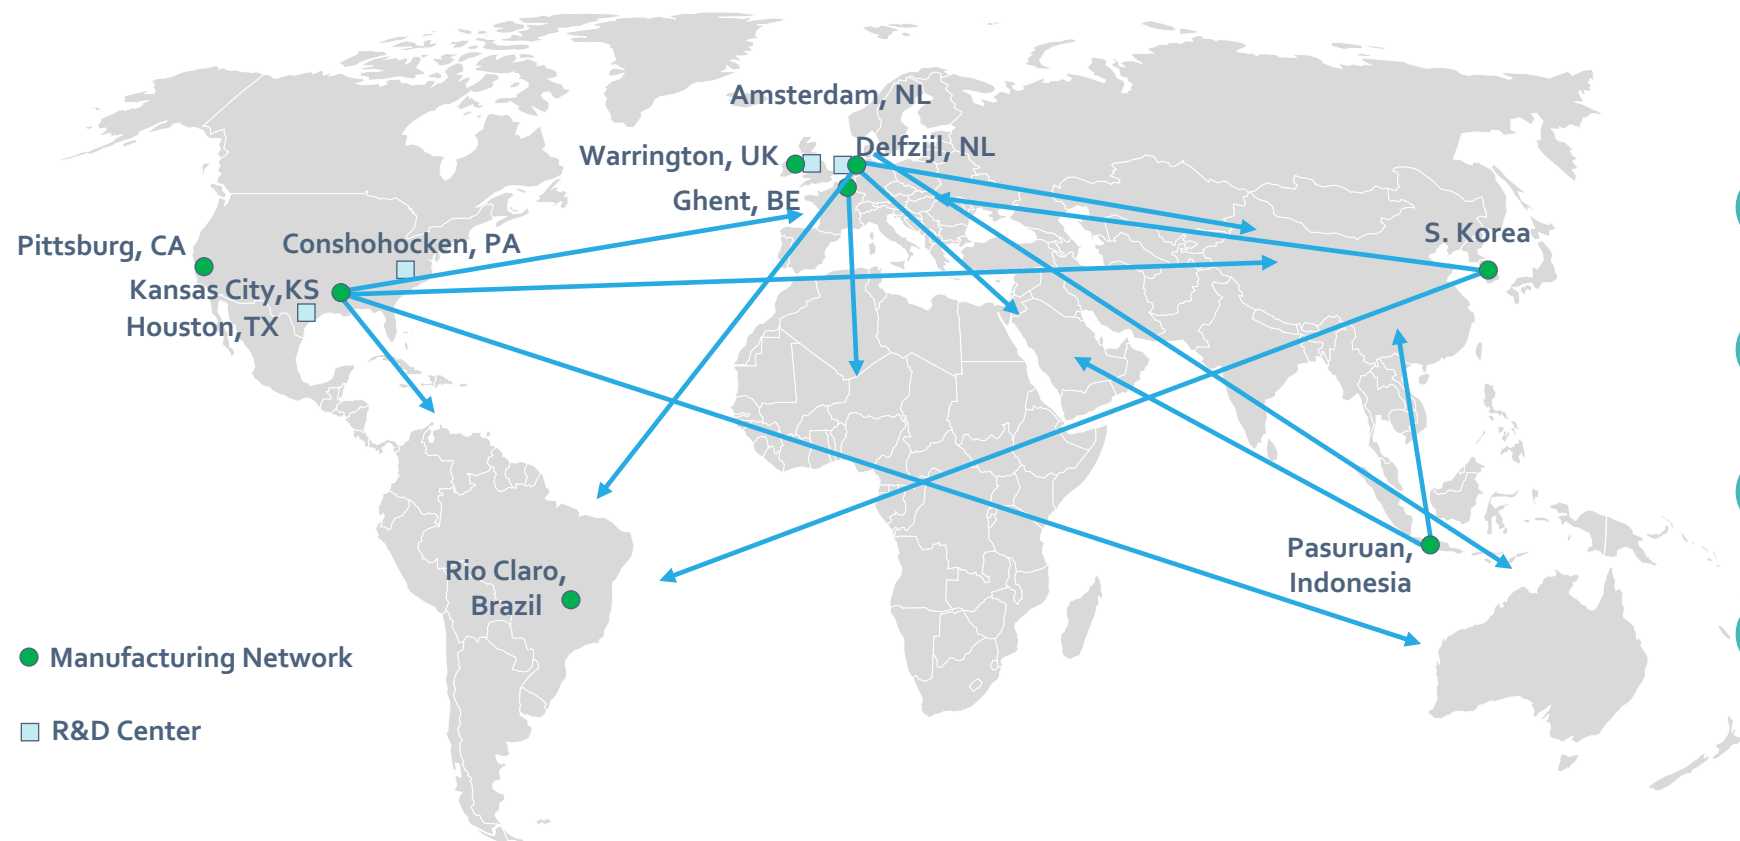 Amsterdam, NL
Warrington, UK
Delfzijl, NL
Ghent, BE
Pittsburg, CA
Conshohocken, PA
S. Korea
Kansas City,KS
Houston,TX
Pasuruan,
Indonesia
Rio Claro,
Brazil
Manufacturing Network
R&D Center